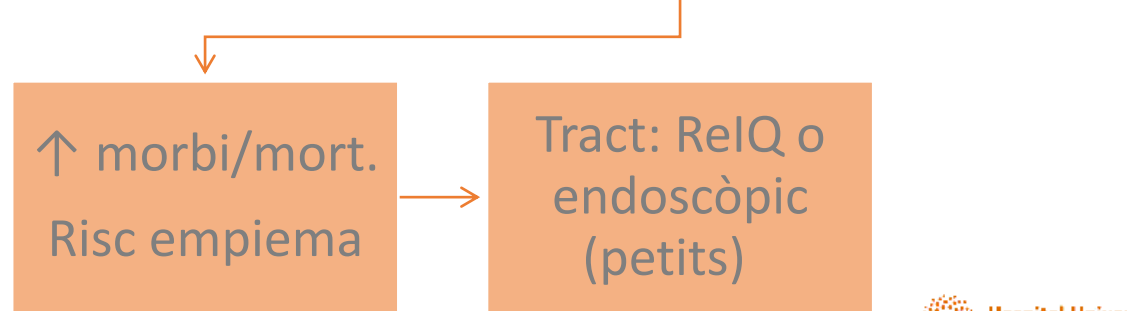 ↑ morbi/mort.
Risc empiema
Tract: ReIQ o
endoscòpic
(petits)